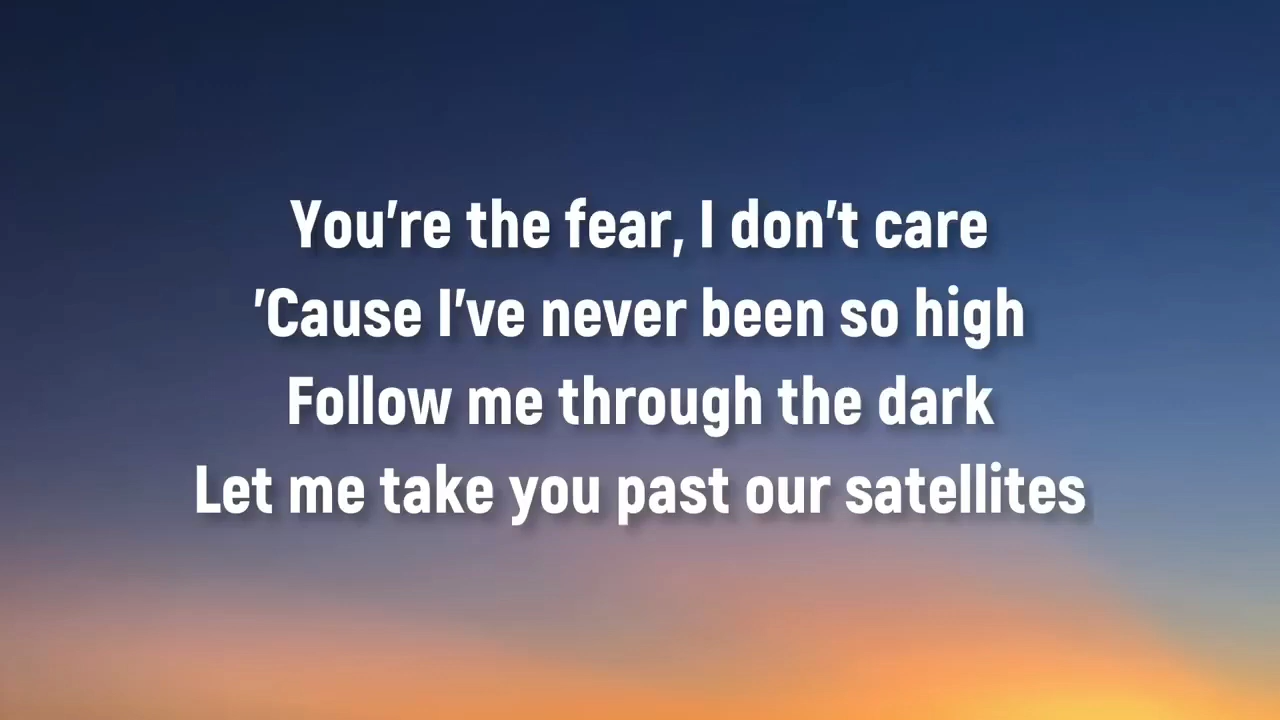 You're the fear, I don't care
'Cause I've never been so high
Follow me through the dark
Let me take you past our satellites